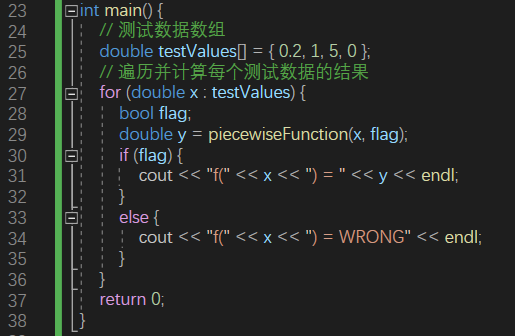 23 int main() {
24 // 测试数据数组
25 double testValues[] = { 0.2, 1, 5, 0 };
26 // 遍历并计算每个测试数据的结果
27 for (double x : testValues) {
28 bool flag;
29 double y = piecewiseFunction(x, flag);
30 if (flag) {
31 cout << "f(" << x << ") = " << y << endl;
32 }
33 else {
34 cout << "f(" << x << ") = WRONG" << endl;
35 }
36 }
37 return 0;
38 }